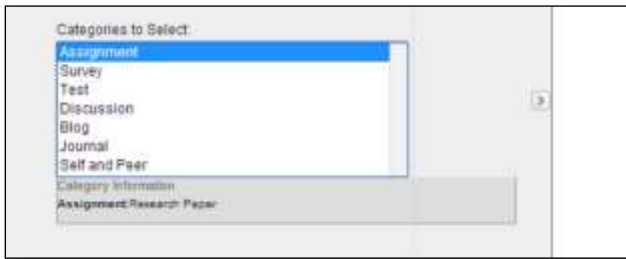 Categories to Select:
Assignment
Survey
Test
Discussion
Blog
Journal
Self and Peer
Category Information
Assignment Research Paper